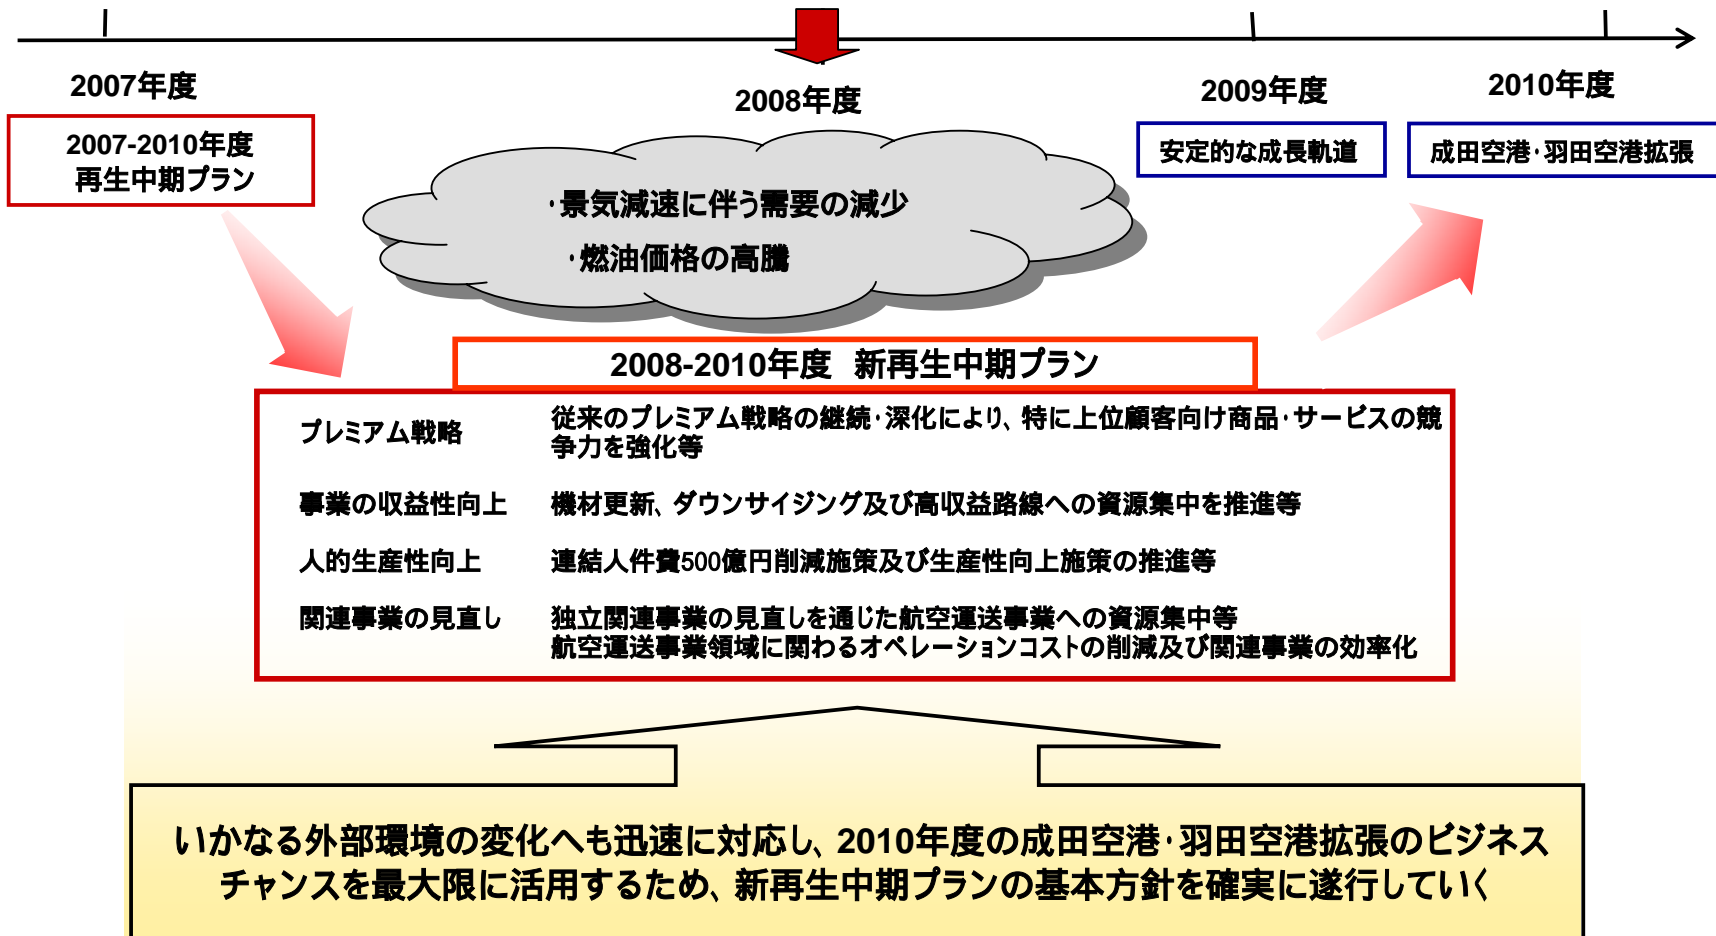 2007年度
2008年度
2009年度
2010年度
2007-2010年度
再生中期プラン
安定的な成長軌道
成田空港・羽田空港拡張
・景気減速に伴う需要の減少
・燃油価格の高騰
2008-2010年度 新再生中期プラン
プレミアム戦略
従来のプレミアム戦略の継続・深化により、特に上位顧客向け商品・サービスの競
争力を強化等
事業の収益性向上
機材更新、ダウンサイジング及び高収益路線への資源集中を推進等
人的生産性向上
連結人件費500億円削減施策及び生産性向上施策の推進等
関連事業の見直し
独立関連事業の見直しを通じた航空運送事業への資源集中等
航空運送事業領域に関わるオペレーションコストの削減及び関連事業の効率化
いかなる外部環境の変化へも迅速に対応し、2010年度の成田空港・羽田空港拡張のビジネス
チャンスを最大限に活用するため、新再生中期プランの基本方針を確実に遂行していく